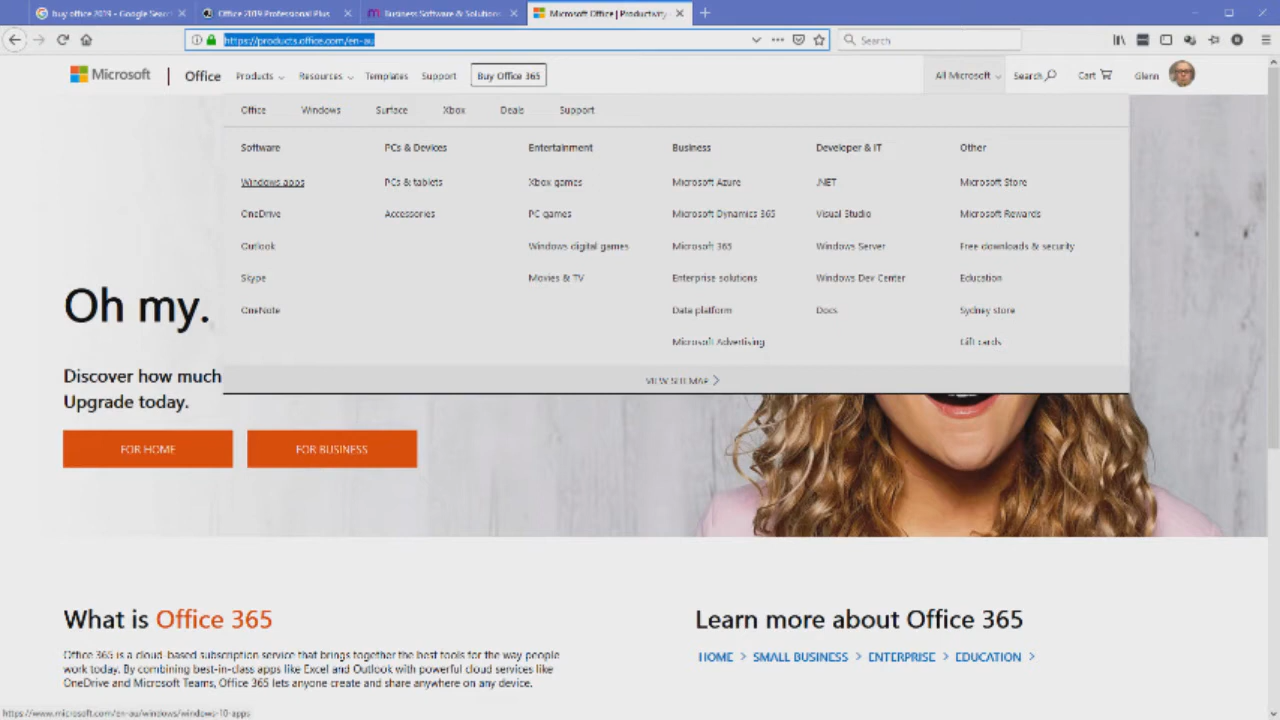 buy office 2019 - Google Searc
Office 2019 Professional Plus
Business Software & Solutions
Microsoft Office | Productivity
https://products.office.com/en-au
Search
Microsoft
Office
Products
Resources
Templates
Support
Buy Office 365
All Microsoft
Search
Cart
Glenn
Office
Windows
Surface
Xbox
Deals
Support
Software
Windows apps
OneDrive
Outlook
Skype
OneNote
PCs & Devices
PCs & tablets
Accessories
Entertainment
Xbox games
PC games
Windows digital games
Movies & TV
Business
Microsoft Azure
Microsoft Dynamics 365
Microsoft 365
Enterprise solutions
Data platform
Microsoft Advertising
Developer & IT
.NET
Visual Studio
Windows Server
Windows Dev Center
Docs
Other
Microsoft Store
Microsoft Rewards
Free downloads & security
Education
Sydney store
Gift cards
VIEW SITEMAP
Oh my.
Discover how much
Upgrade today.
FOR HOME
FOR BUSINESS
What is Office 365
Office 365 is a cloud-based subscription service that brings together the best tools for the way people
work today. By combining best-in-class apps like Excel and Outlook with powerful cloud services like
OneDrive and Microsoft Teams, Office 365 lets anyone create and share anywhere on any device.
Learn more about Office 365
HOME > SMALL BUSINESS > ENTERPRISE > EDUCATION >
https://www.microsoft.com/en-au/windows/windows-10-apps